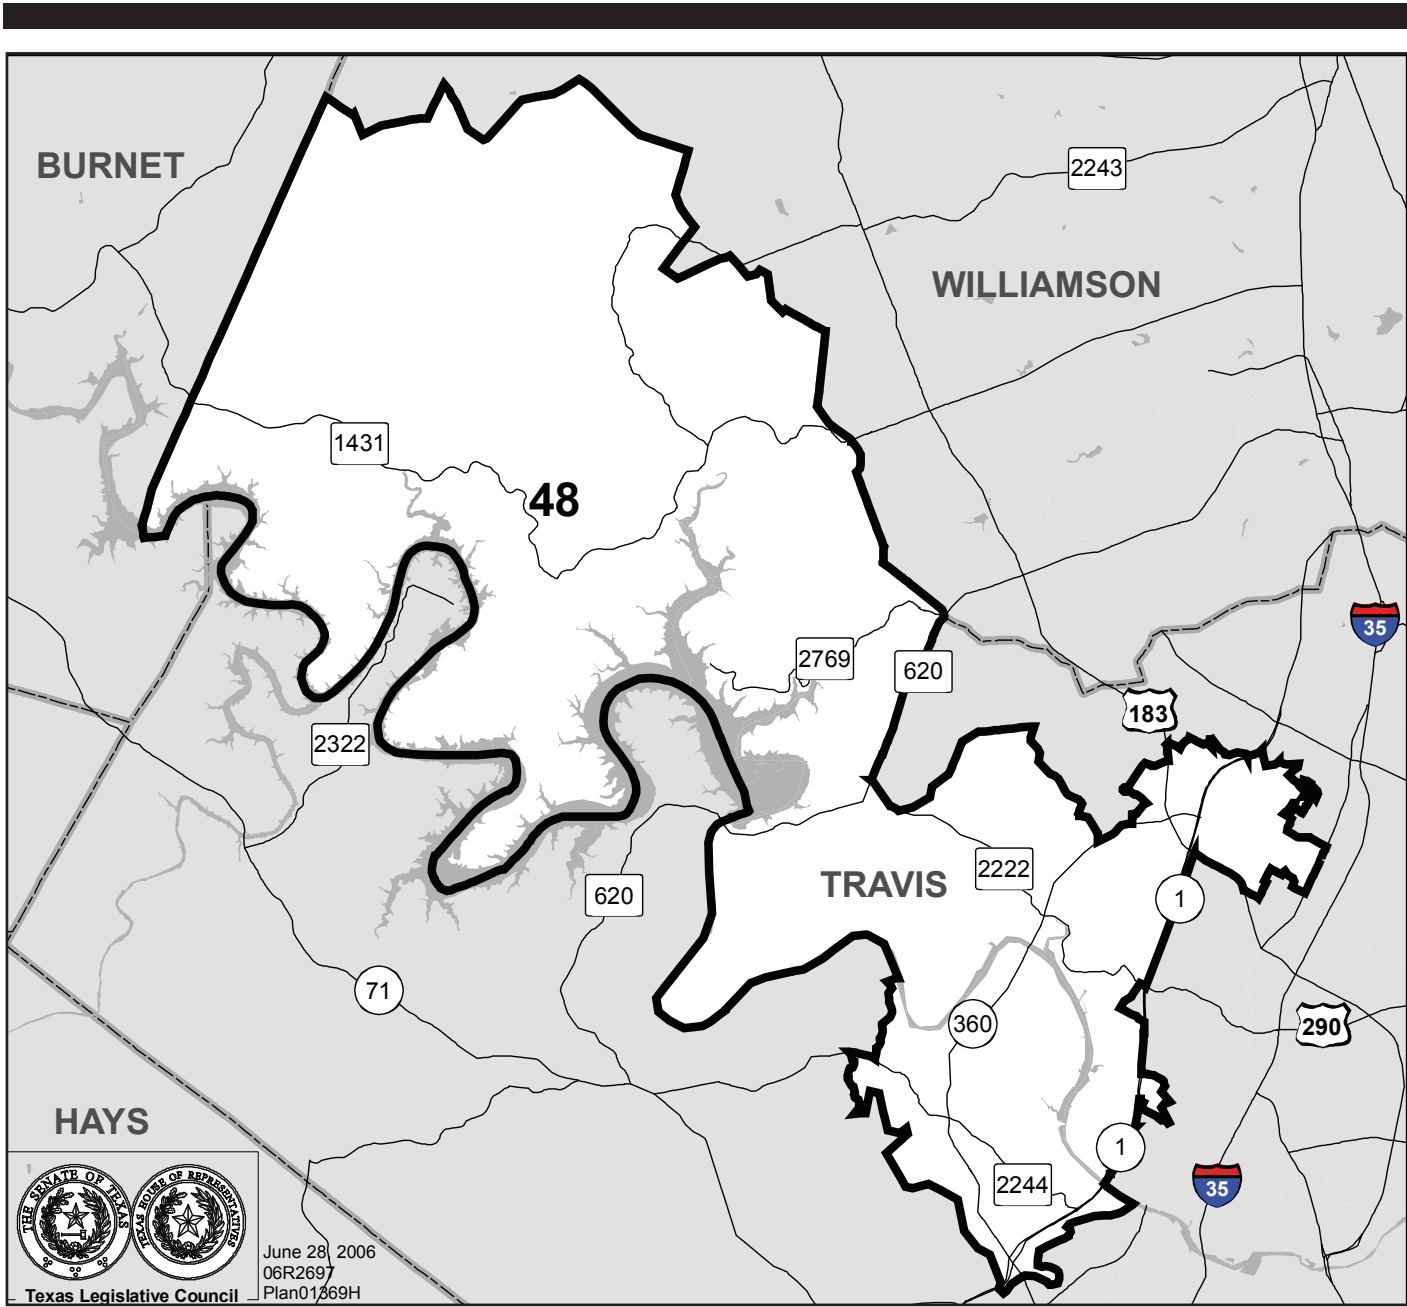 BURNET
2243
WILLIAMSON
1431
48
35
2769
620
183
2322
2222
TRAVIS
620
1
71
360
290
HAYS
1
2244
35
THE SENATE OF TEXAS
TEXAS HOUSE OF REPRESENTATIVES
June 28, 2006
06R2697
Plan01369H
Texas Legislative Council